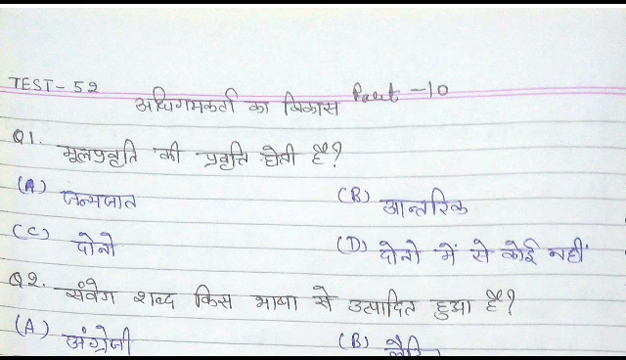 TEST-52
अधिगमकर्ता का विकास Part -10
Q1. मूलप्रवृति की प्रवृति होती है?
(A) जन्मजात (B) आन्तरिक
(C) दोनो (D) दोनो में से कोई नहीं
Q2. संवेग शब्द किस भाषा से उत्पादित हुआ है?
(A) अंग्रेजी (B)